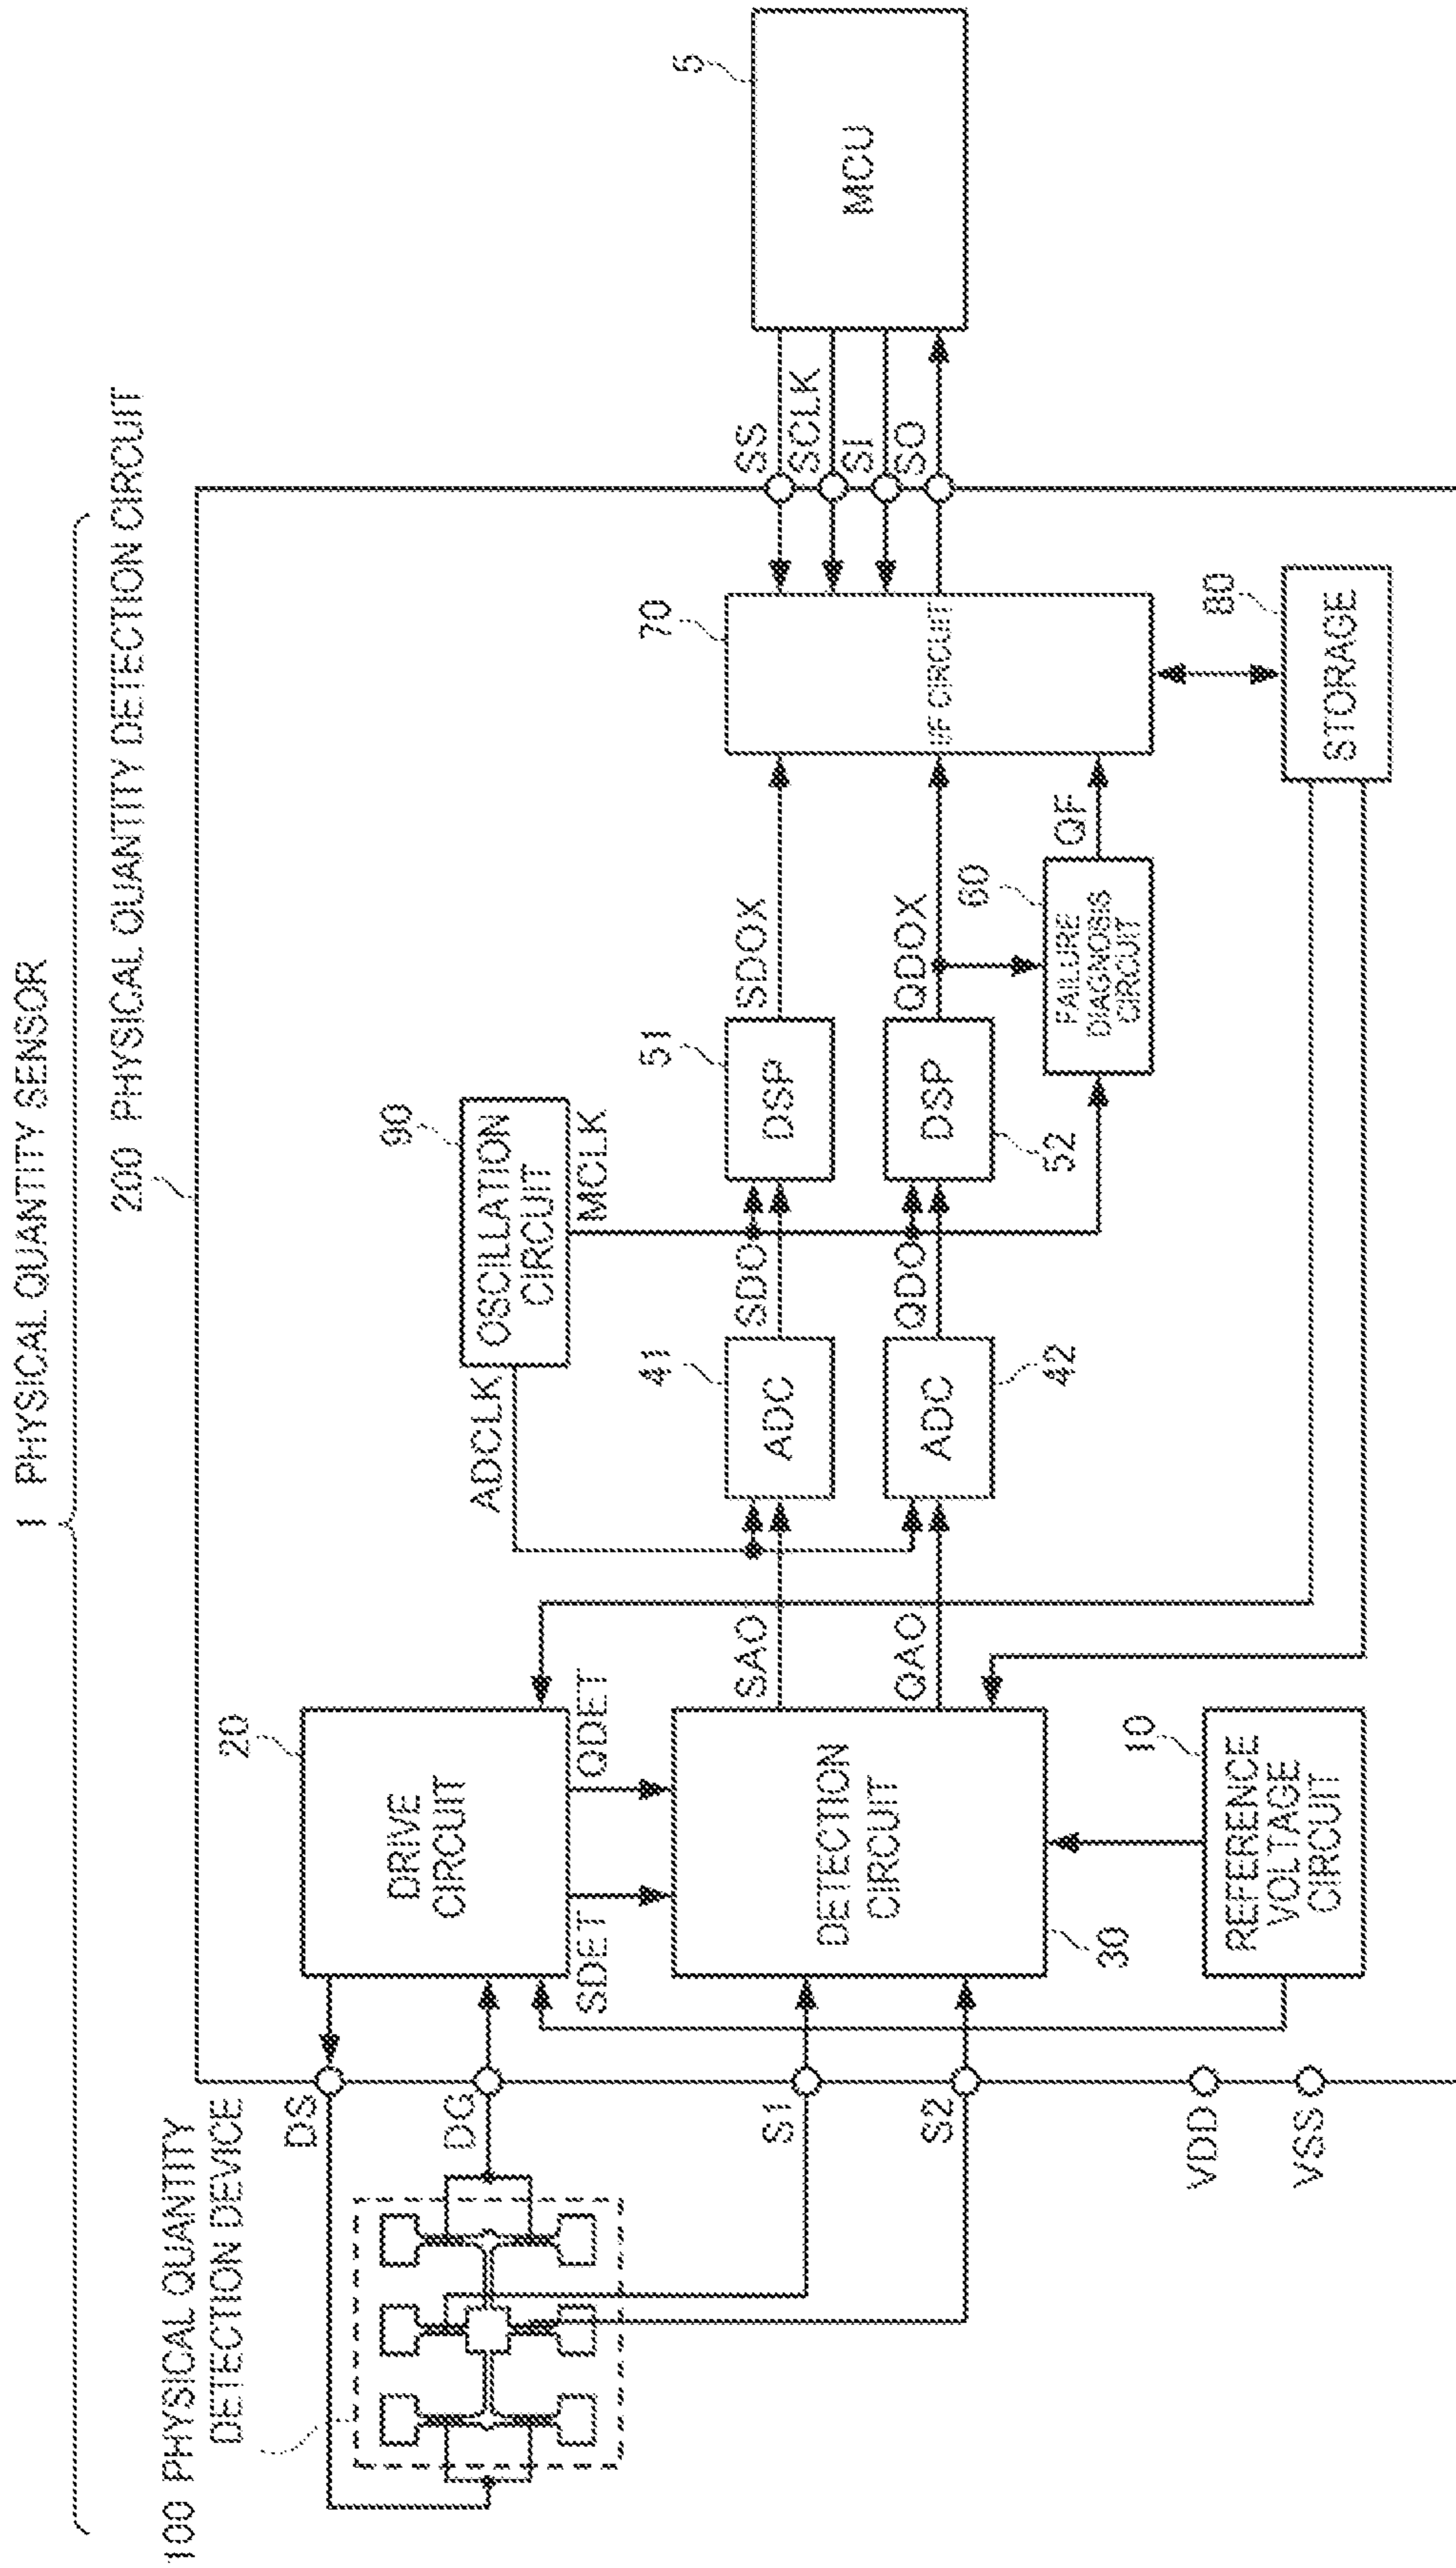 1 PHYSICAL QUANTITY SENSOR
200 PHYSICAL QUANTITY DETECTION CIRCUIT
100 PHYSICAL QUANTITY
DETECTION DEVICE
DS
DG
S1
S2
VDD
VSS
20
DRIVE
CIRCUIT
SDET
QDET
DETECTION
CIRCUIT
30
10
REFERENCE
VOLTAGE
CIRCUIT
SAO
QAO
ADCLK
90
OSCILLATION
CIRCUIT
MCLK
41
ADC
ADC
42
SDO
QDO
51
DSP
DSP
52
SDOX
QDOX
60
FAILURE
DIAGNOSIS
CIRCUIT
QF
70
I/F CIRCUIT
80
STORAGE
SS
SCLK
SI
SO
5
MCU